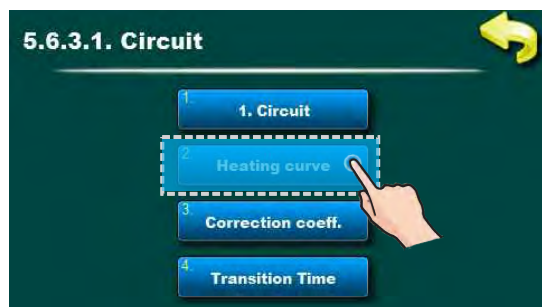 5.6.3.1. Circuit
1.
1. Circuit
2
Heating curve
3.
Correction coeff.
4.
Transition Time